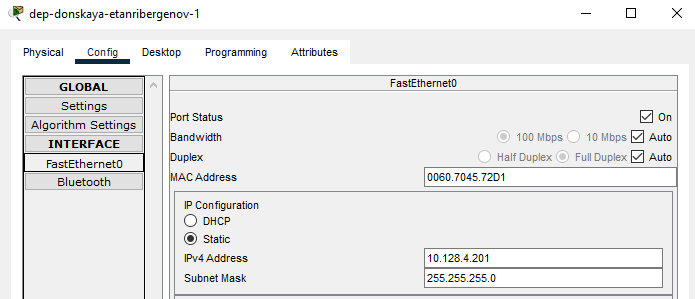 dep-donskaya-etanribergenov-1
Physical Config Desktop Programming Attributes
GLOBAL
Settings
Algorithm Settings
INTERFACE
FastEthernet0
Bluetooth
FastEthernet0
Port Status On
Bandwidth 100 Mbps 10 Mbps Auto
Duplex Half Duplex Full Duplex Auto
MAC Address 0060.7045.72D1
IP Configuration
DHCP
Static
IPv4 Address 10.128.4.201
Subnet Mask 255.255.255.0